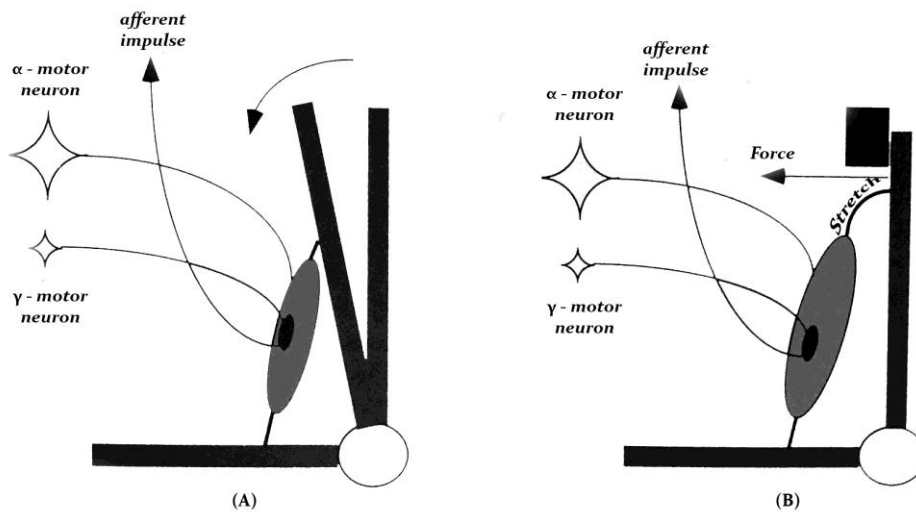 afferent
impulse
α - motor
neuron
γ - motor
neuron
(A)
afferent
impulse
α - motor
neuron
Force
Stretch
γ - motor
neuron
(B)